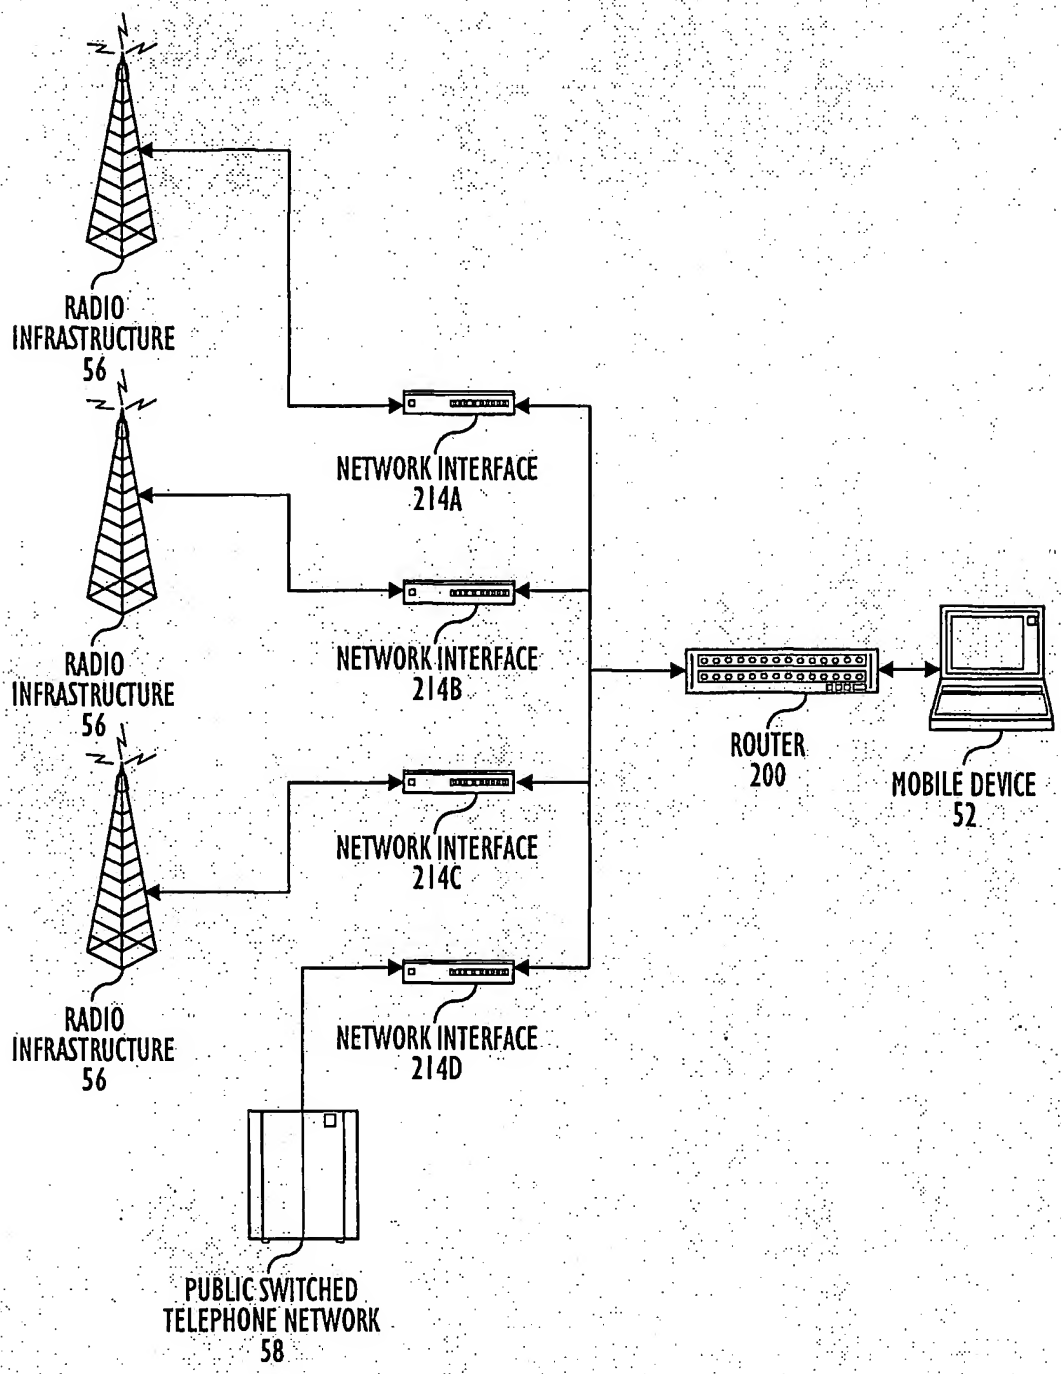 RADIO
INFRASTRUCTURE
56
NETWORK INTERFACE
214A
RADIO
INFRASTRUCTURE
56
NETWORK INTERFACE
214B
ROUTER
200
MOBILE DEVICE
52
NETWORK INTERFACE
214C
RADIO
INFRASTRUCTURE
56
NETWORK INTERFACE
214D
PUBLIC SWITCHED
TELEPHONE NETWORK
58